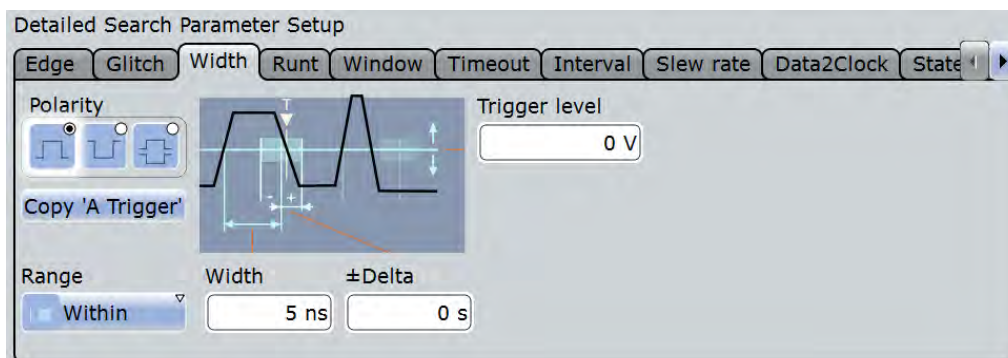 Detailed Search Parameter Setup
Edge Glitch Width Runt Window Timeout Interval Slew rate Data2Clock State
Polarity
Trigger level
T
0 V
- +
Copy 'A Trigger'
Range Width ±Delta
Within 5 ns 0 s